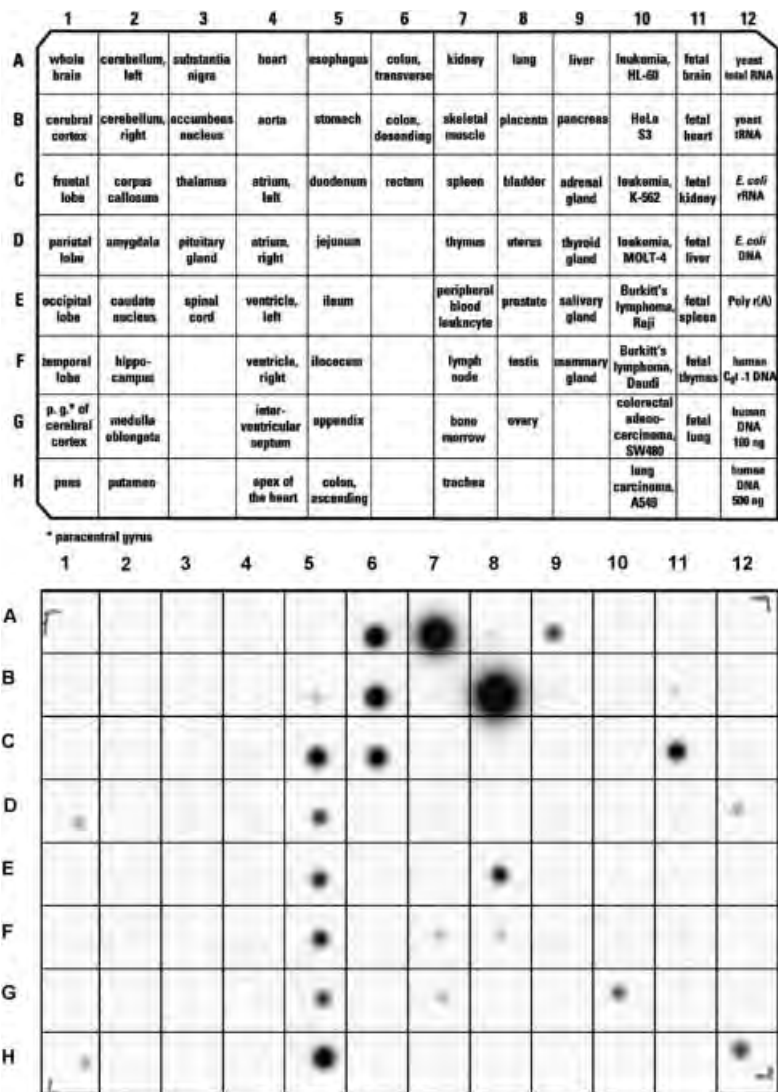 1 2 3 4 5 6 7 8 9 10 11 12
A
whole
brain
cerebellum,
left
substantia
nigra
heart
esophagus
colon,
transverse
kidney
lung
liver
leukemia,
HL-60
fetal
brain
yeast
total RNA
B
cerebral
cortex
cerebellum,
right
accumbens
nucleus
aorta
stomach
colon,
desending
skeletal
muscle
placenta
pancreas
HeLa
S3
fetal
heart
yeast
tRNA
C
frontal
lobe
corpus
callosum
thalamus
atrium,
left
duodenum
rectum
spleen
bladder
adrenal
gland
leukemia,
K-562
fetal
kidney
E. coli
rRNA
D
parietal
lobe
amygdala
pituitary
gland
atrium,
right
jejunum
thymus
uterus
thyroid
gland
leukemia,
MOLT-4
fetal
liver
E. coli
DNA
E
occipital
lobe
caudate
nucleus
spinal
cord
ventricle,
left
ileum
peripheral
blood
leukocyte
prostate
salivary
gland
Burkitt's
lymphoma,
Raji
fetal
spleen
Poly r(A)
F
temporal
lobe
hippo-
campus
ventricle,
right
ilocecum
lymph
node
testis
mammary
gland
Burkitt's
lymphoma,
Daudi
fetal
thymus
human
C₀t -1 DNA
G
p. g.* of
cerebral
cortex
medulla
oblongata
inter-
ventricular
septum
appendix
bone
marrow
ovary
colorectal
adeno-
carcinoma,
SW480
fetal
lung
human
DNA
100 ng
H
pons
putamen
apex of
the heart
colon,
ascending
trachea
lung
carcinoma,
A549
human
DNA
500 ng
* paracentral gyrus
1 2 3 4 5 6 7 8 9 10 11 12
A
B
C
D
E
F
G
H